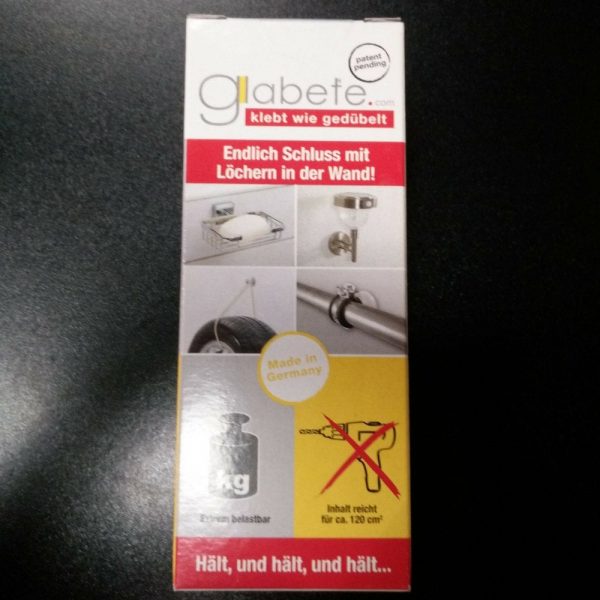 patent
pending
glabete.com
klebt wie gedübelt
Endlich Schluss mit
Löchern in der Wand!
Made in
Germany
kg
Extrem belastbar
Inhalt reicht
für ca. 120 cm²
Hält, und hält, und hält...